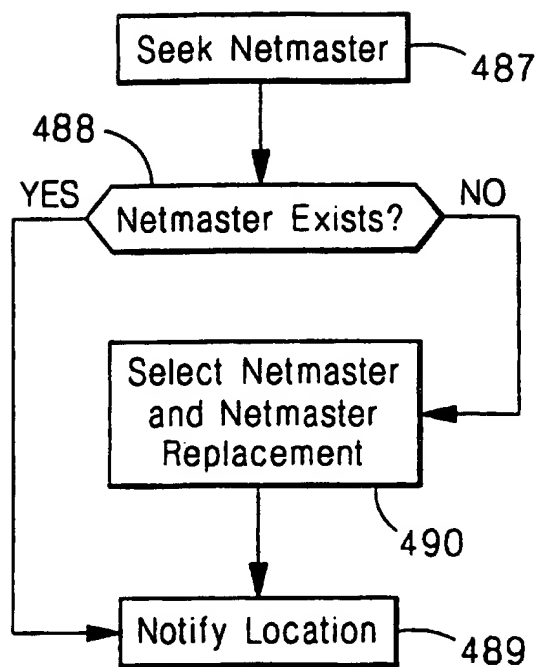 Seek Netmaster
487
488
YES
NO
Netmaster Exists?
Select Netmaster
and Netmaster
Replacement
490
Notify Location
489